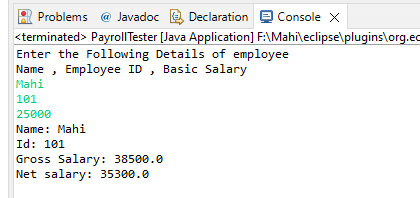 Problems @ Javadoc Declaration Console
<terminated> PayrollTester [Java Application] F:\Mahi\eclipse\plugins\org.ec
Enter the Following Details of employee
Name , Employee ID , Basic Salary
Mahi
101
25000
Name: Mahi
Id: 101
Gross Salary: 38500.0
Net salary: 35300.0